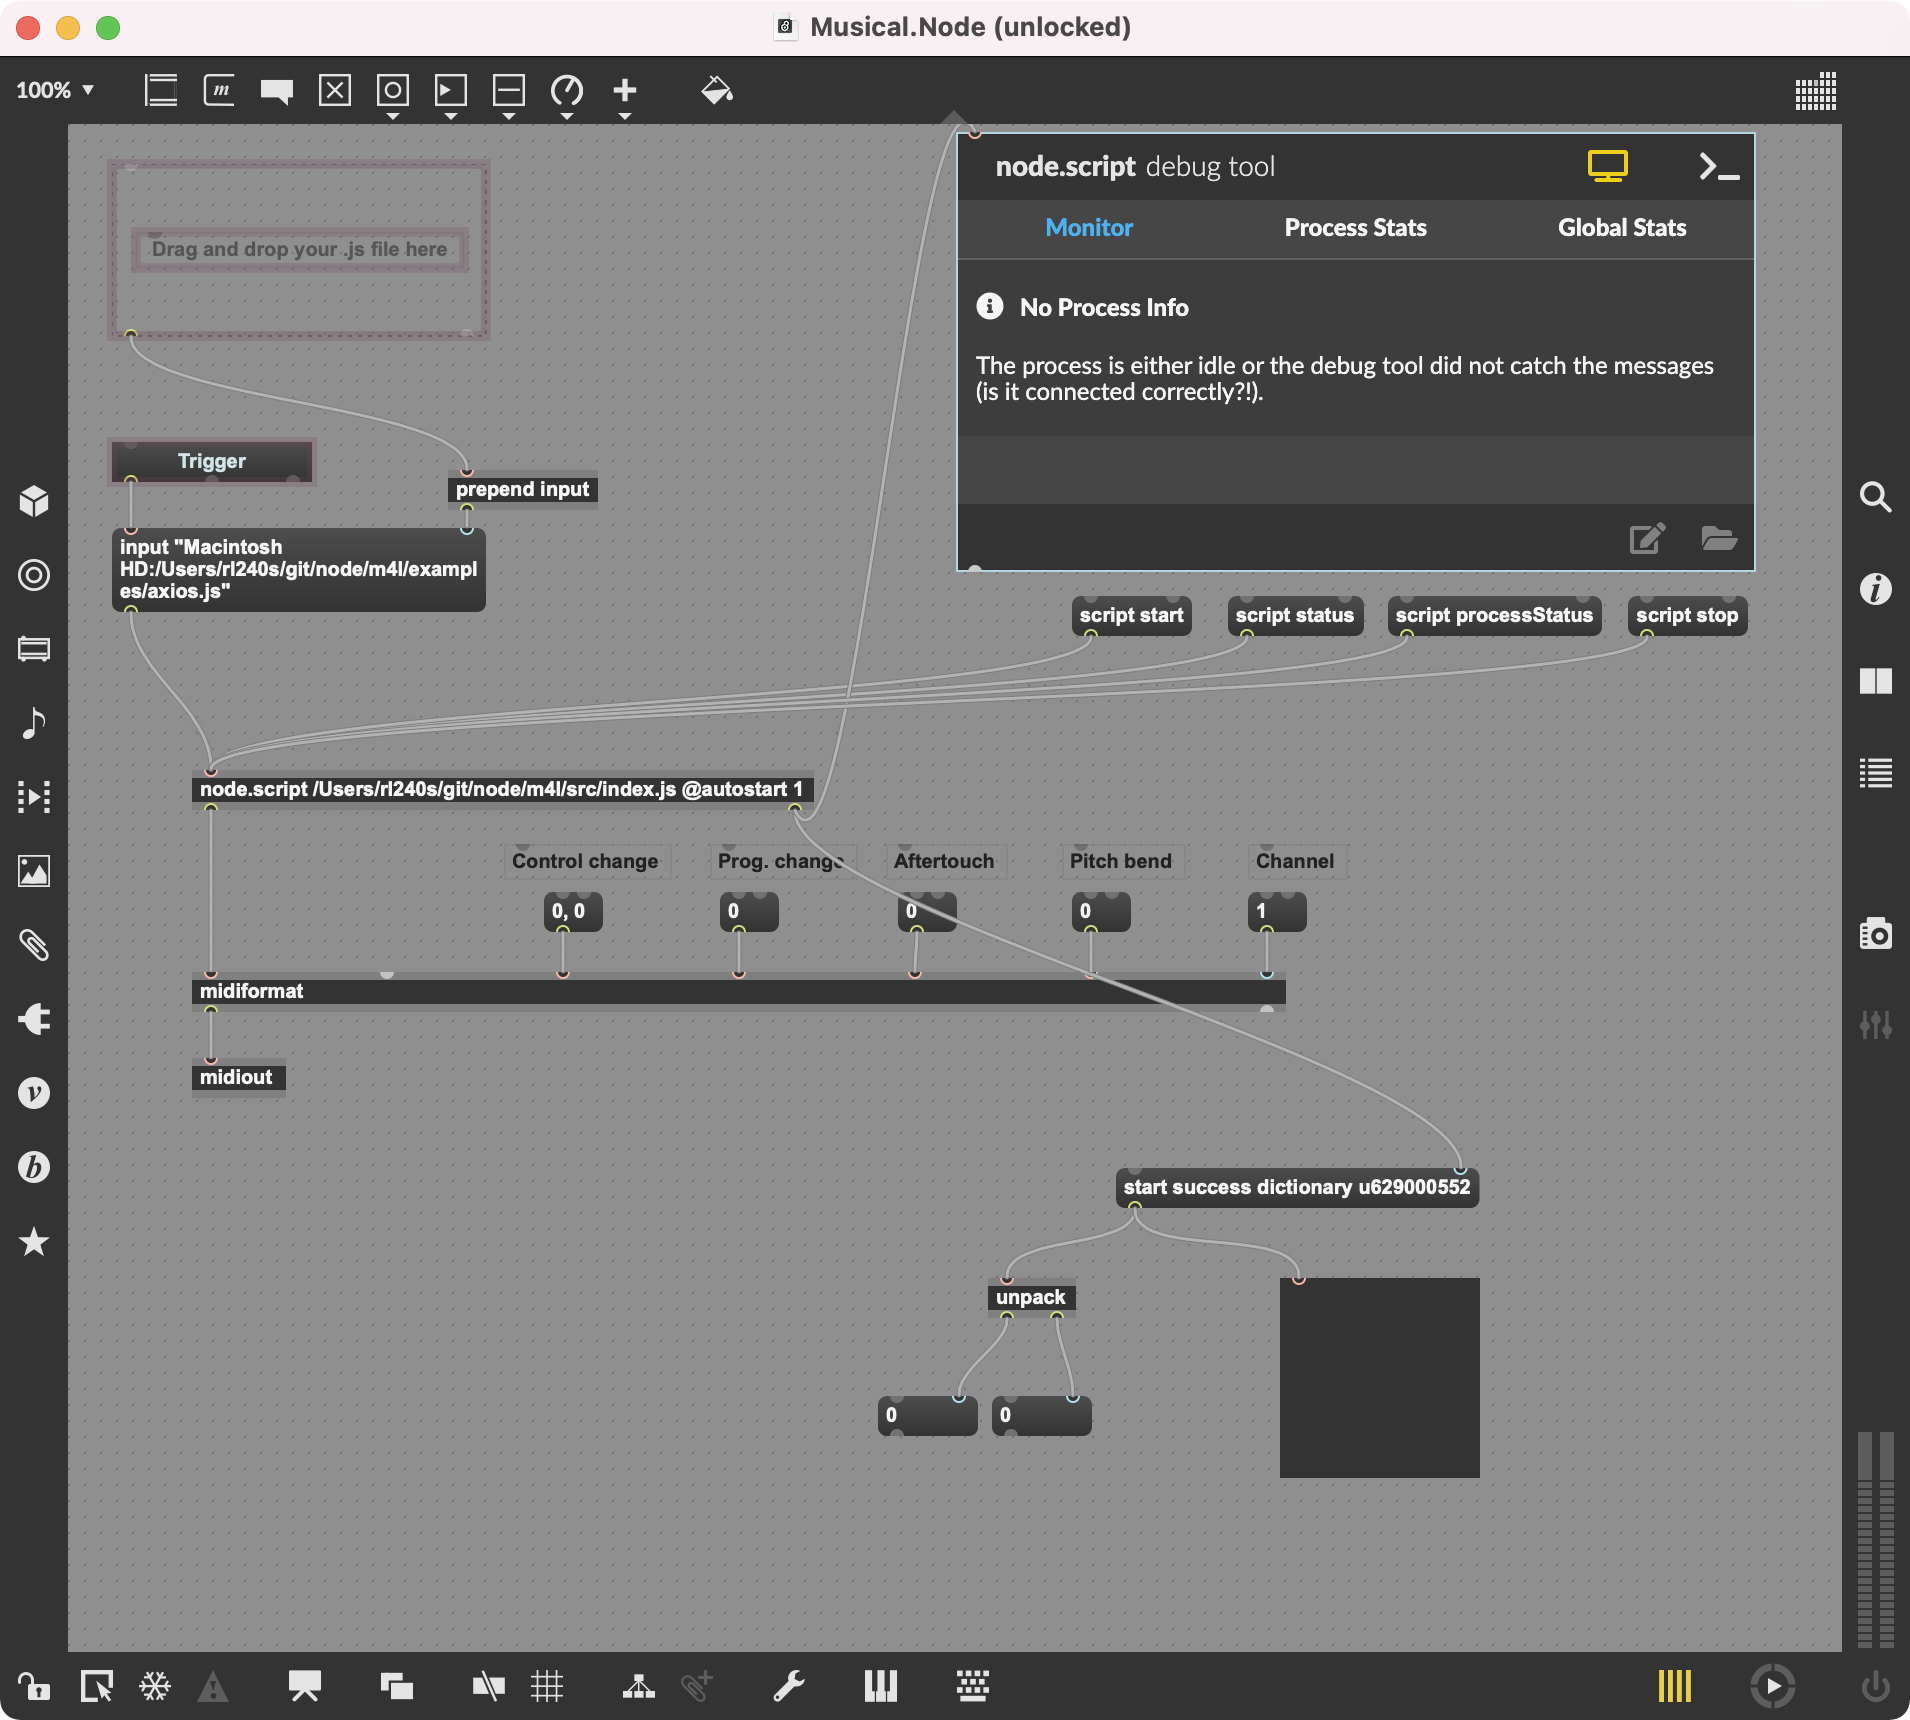 Musical.Node (unlocked)
100%
node.script debug tool
Monitor
Process Stats
Global Stats
No Process Info
The process is either idle or the debug tool did not catch the messages
(is it connected correctly?!).
Drag and drop your .js file here
Trigger
prepend input
input "Macintosh
HD:/Users/rl240s/git/node/m4l/exampl
es/axios.js"
script start
script status
script processStatus
script stop
node.script /Users/rl240s/git/node/m4l/src/index.js @autostart 1
Control change
Prog. change
Aftertouch
Pitch bend
Channel
0, 0
0
0
0
1
midiformat
midiout
start success dictionary u629000552
unpack
0
0